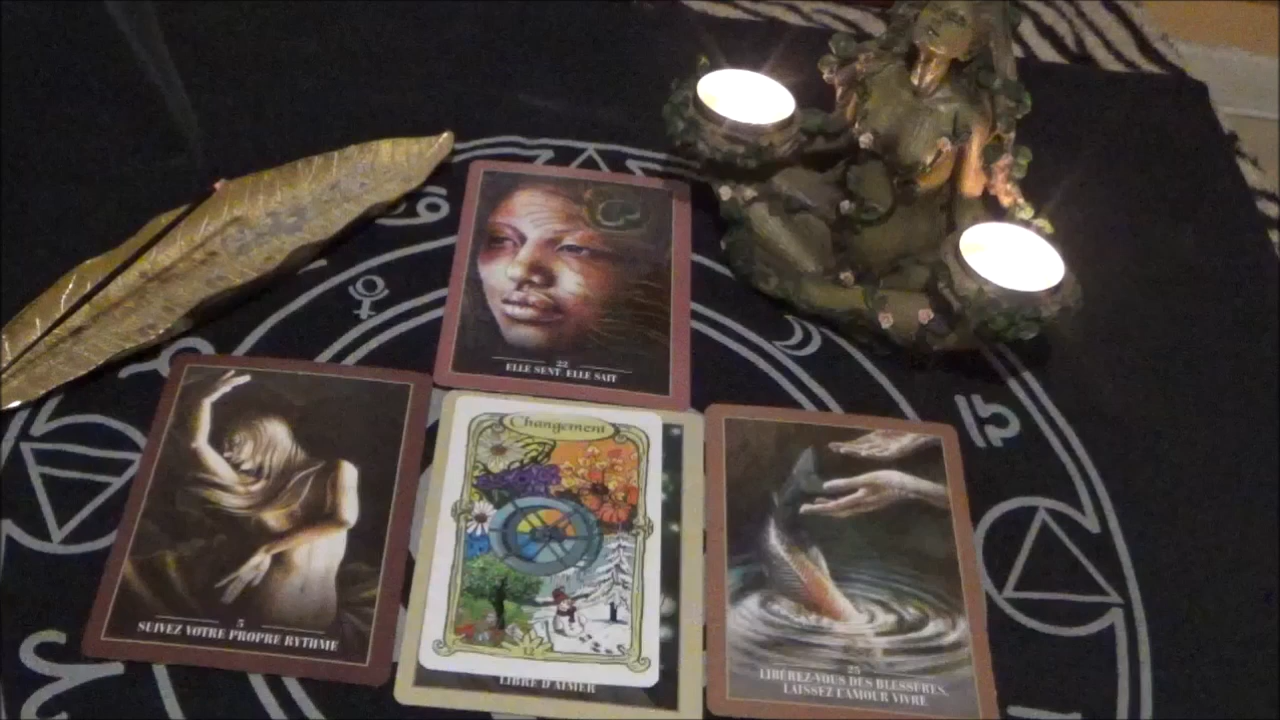 22
ELLE SENT, ELLE SAIT
5
SUIVEZ VOTRE PROPRE RYTHME
Changement
12
LIBRE D'AIMER
25
LIBÉREZ-VOUS DES BLESSURES,
LAISSEZ L'AMOUR VIVRE